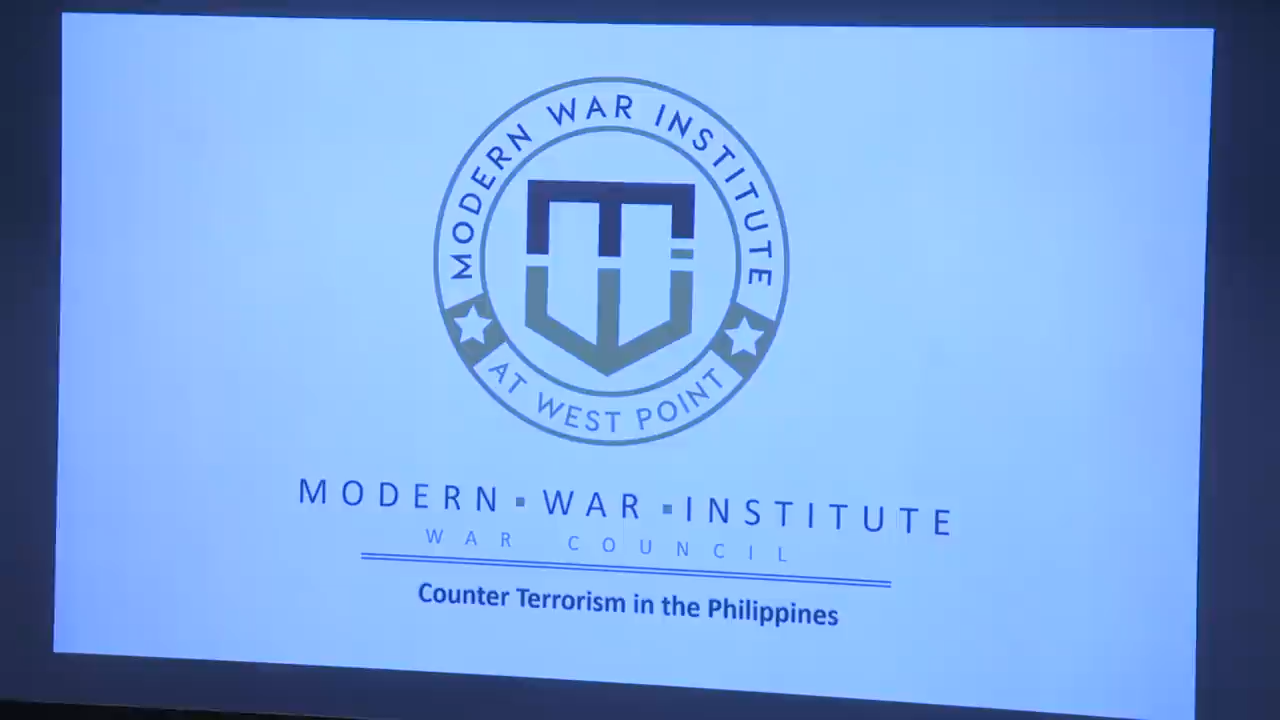 MODERN WAR INSTITUTE
AT WEST POINT
MODERN▪WAR▪INSTITUTE
WAR COUNCIL
Counter Terrorism in the Philippines